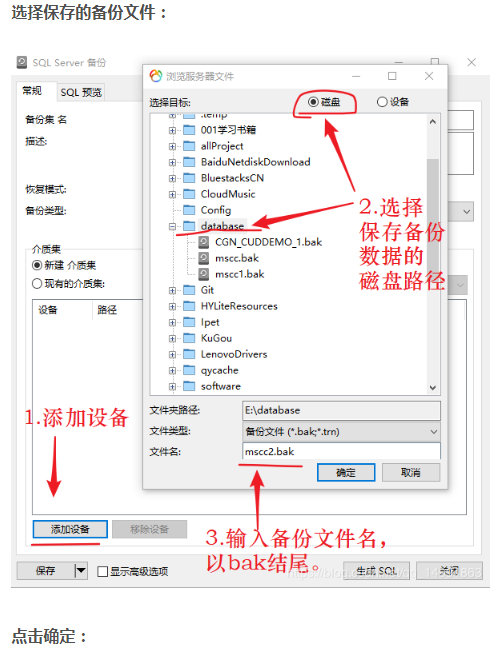 选择保存的备份文件：
SQL Server 备份
浏览服务器文件
常规
SQL 预览
选择目标:
磁盘
设备
备份集 名
描述:
恢复模式:
备份类型:
.temp
001学习书籍
allProject
BaiduNetdiskDownload
BluestacksCN
CloudMusic
Config
database
CGN_CUDDEMO_1.bak
mscc.bak
mscc1.bak
Git
HYLiteResources
Ipet
KuGou
LenovoDrivers
qycache
software
2.选择
保存备份
数据的
磁盘路径
介质集
新建 介质集
现有的介质集:
设备
路径
1.添加设备
文件夹路径:
E:\database
文件类型:
备份文件 (*.bak;*.trn)
文件名:
mscc2.bak
确定
取消
添加设备
移除设备
3.输入备份文件名，
以bak结尾。
保存
显示高级选项
生成 SQL
关闭
点击确定：